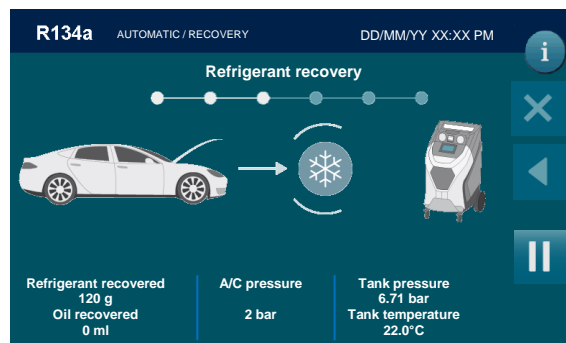 R134a AUTOMATIC / RECOVERY DD/MM/YY XX:XX PM
i
Refrigerant recovery
Refrigerant recovered
120 g
Oil recovered
0 ml
A/C pressure
2 bar
Tank pressure
6.71 bar
Tank temperature
22.0°C